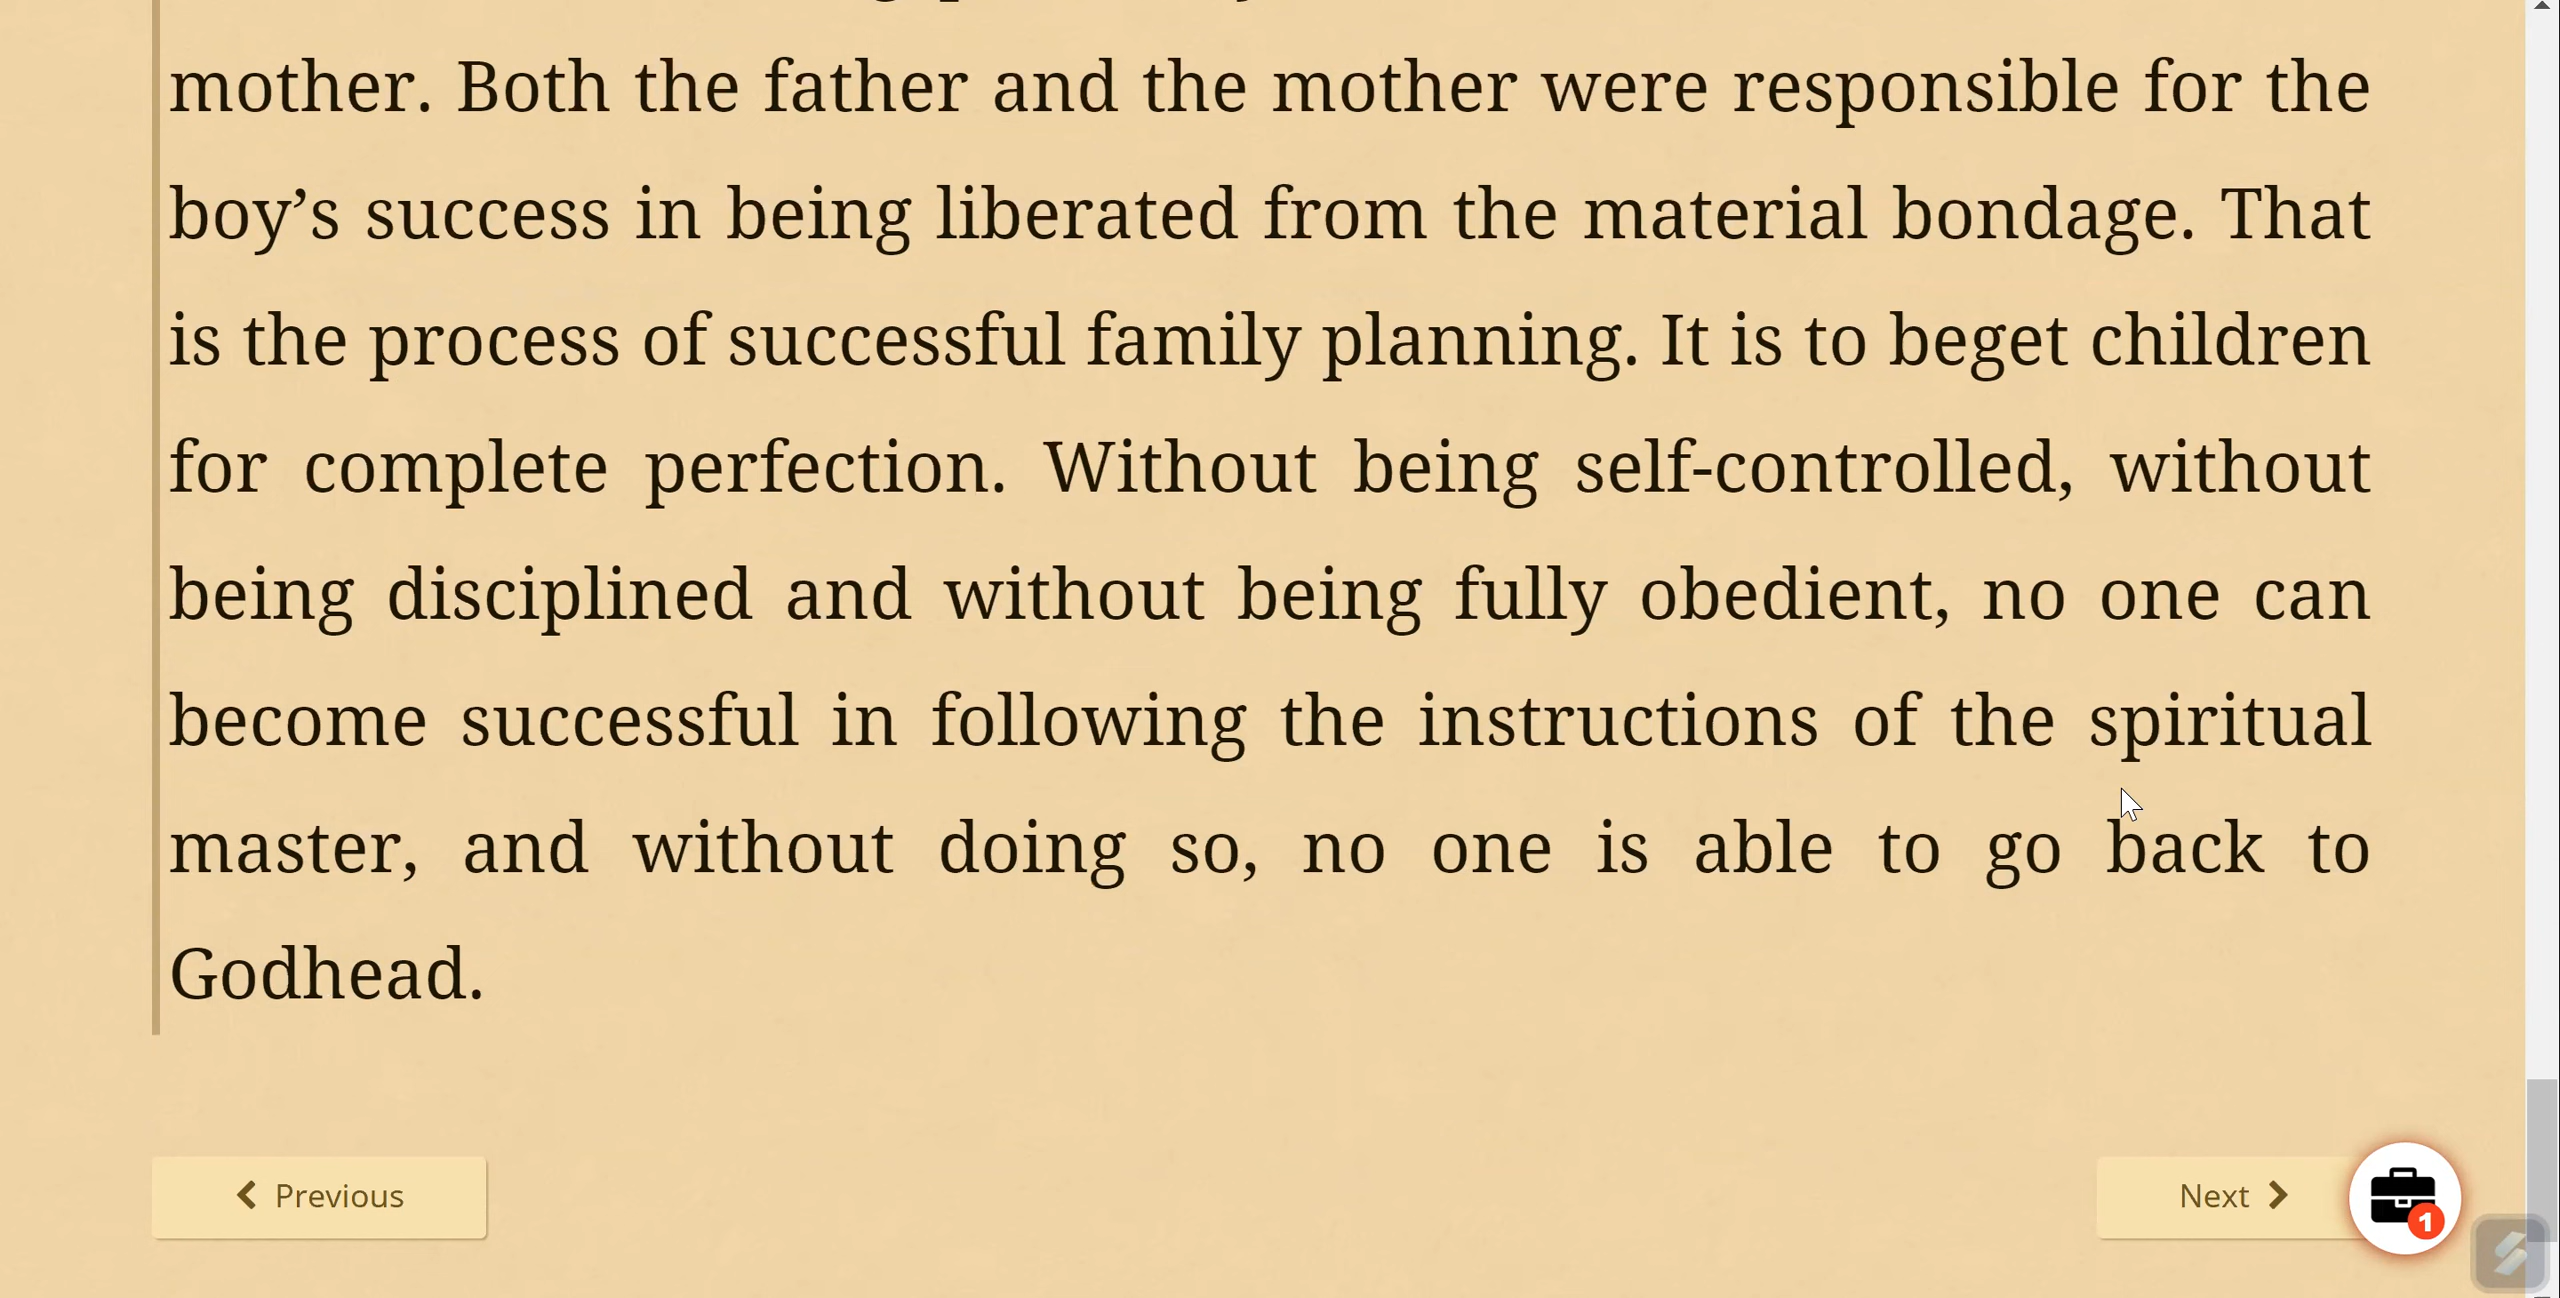 mother. Both the father and the mother were responsible for the
boy’s success in being liberated from the material bondage. That
is the process of successful family planning. It is to beget children
for complete perfection. Without being self-controlled, without
being disciplined and without being fully obedient, no one can
become successful in following the instructions of the spiritual
master, and without doing so, no one is able to go back to
Godhead.
Previous
Next
1